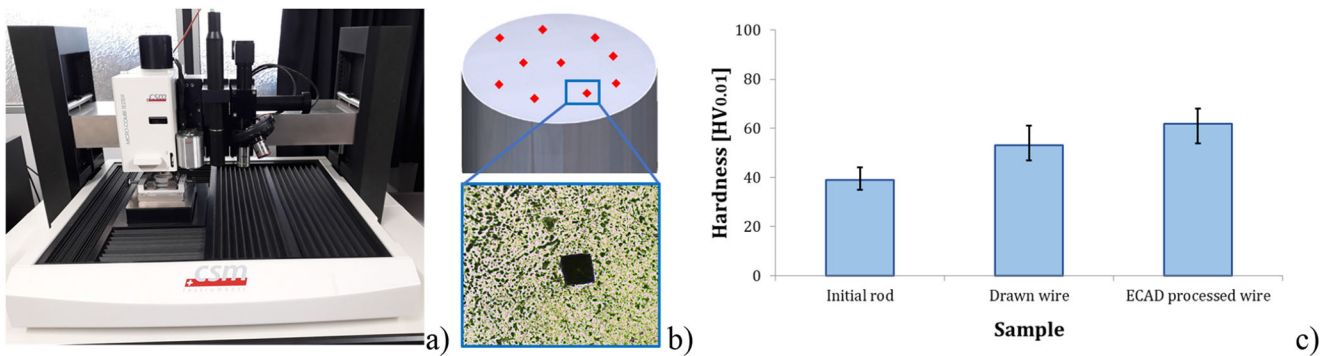 csm
MICRO-COMBI TESTER
csm
a)
b)
Hardness [HV0.01]
100
80
60
40
20
0
Initial rod
Drawn wire
ECAD processed wire
Sample
c)